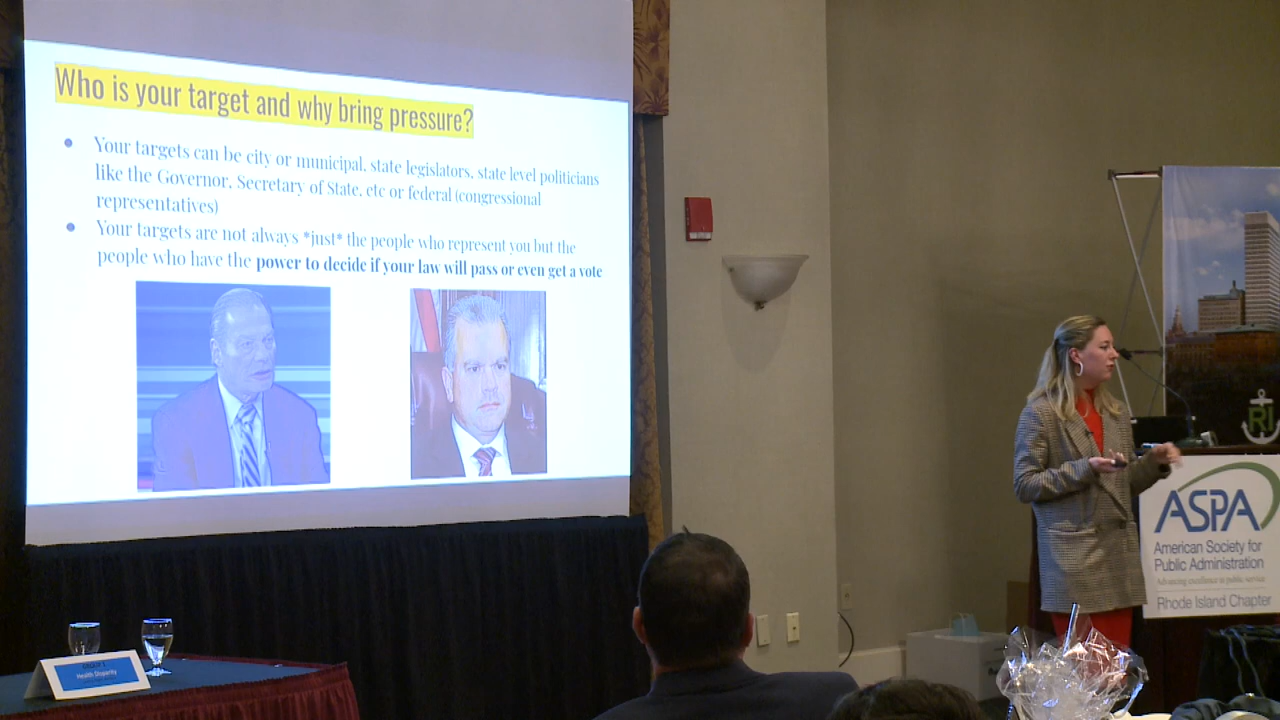 Who is your target and why bring pressure?
Your targets can be city or municipal, state legislators, state level politicians
like the Governor, Secretary of State, etc or federal (congressional
representatives)
Your targets are not always *just* the people who represent you but the
people who have the power to decide if your law will pass or even get a vote
RI
ASPA
American Society for
Public Administration
Advancing excellence in public service
Rhode Island Chapter
Health Disparity